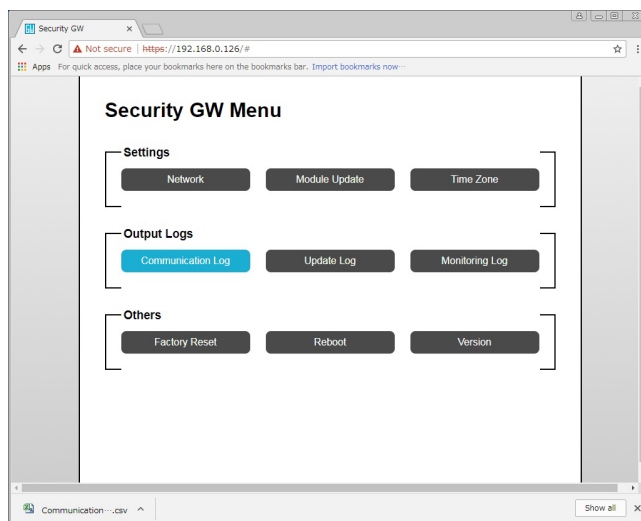 Security GW
Not secure | https://192.168.0.126/#
Apps For quick access, place your bookmarks here on the bookmarks bar. Import bookmarks now...
Security GW Menu
Settings
Network Module Update Time Zone
Output Logs
Communication Log Update Log Monitoring Log
Others
Factory Reset Reboot Version
Communication....csv Show all